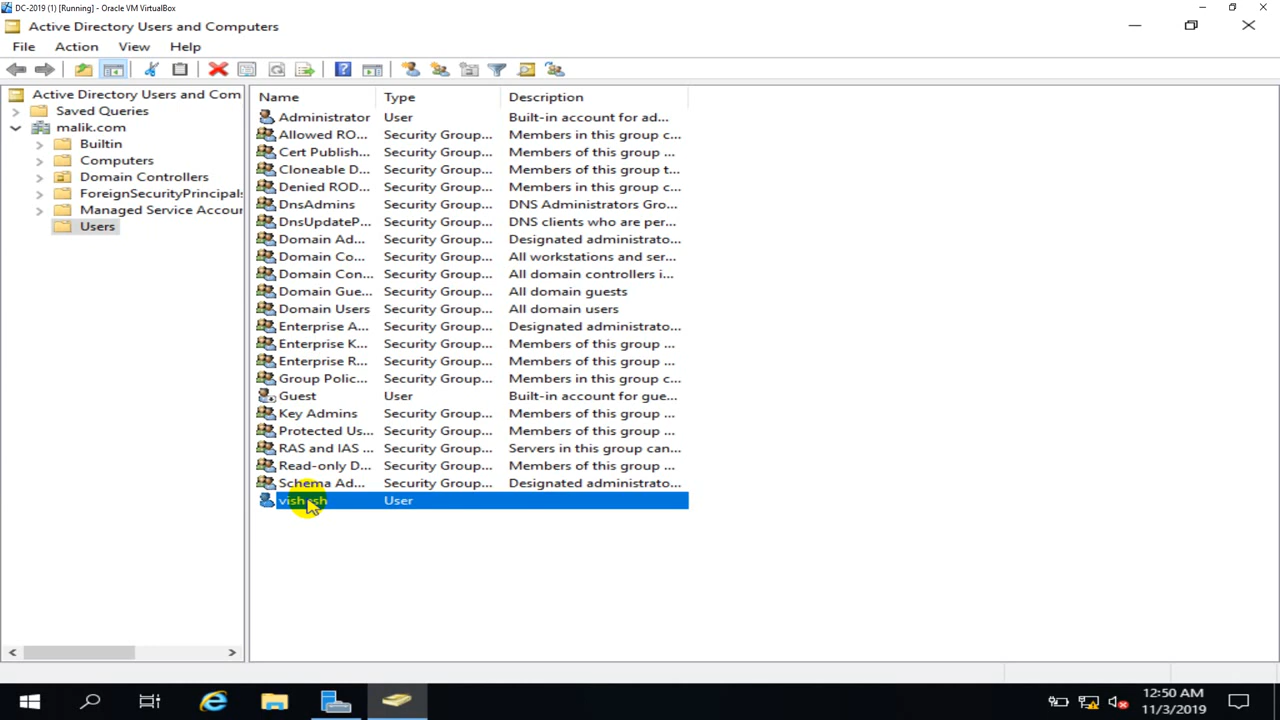 DC-2019 (1) [Running] - Oracle VM VirtualBox
Active Directory Users and Computers
File Action View Help
Active Directory Users and Com
Saved Queries
malik.com
Builtin
Computers
Domain Controllers
ForeignSecurityPrincipals
Managed Service Accour
Users
Name Type Description
Administrator User Built-in account for ad...
Allowed RO... Security Group... Members in this group c...
Cert Publish... Security Group... Members of this group ...
Cloneable D... Security Group... Members of this group t...
Denied ROD... Security Group... Members in this group c...
DnsAdmins Security Group... DNS Administrators Gro...
DnsUpdateP... Security Group... DNS clients who are per...
Domain Ad... Security Group... Designated administrato...
Domain Co... Security Group... All workstations and ser...
Domain Con... Security Group... All domain controllers i...
Domain Gue... Security Group... All domain guests
Domain Users Security Group... All domain users
Enterprise A... Security Group... Designated administrato...
Enterprise K... Security Group... Members of this group ...
Enterprise R... Security Group... Members of this group ...
Group Polic... Security Group... Members in this group c...
Guest User Built-in account for gue...
Key Admins Security Group... Members of this group ...
Protected Us... Security Group... Members of this group ...
RAS and IAS ... Security Group... Servers in this group can...
Read-only D... Security Group... Members of this group ...
Schema Ad... Security Group... Designated administrato...
User
12:50 AM
11/3/2019